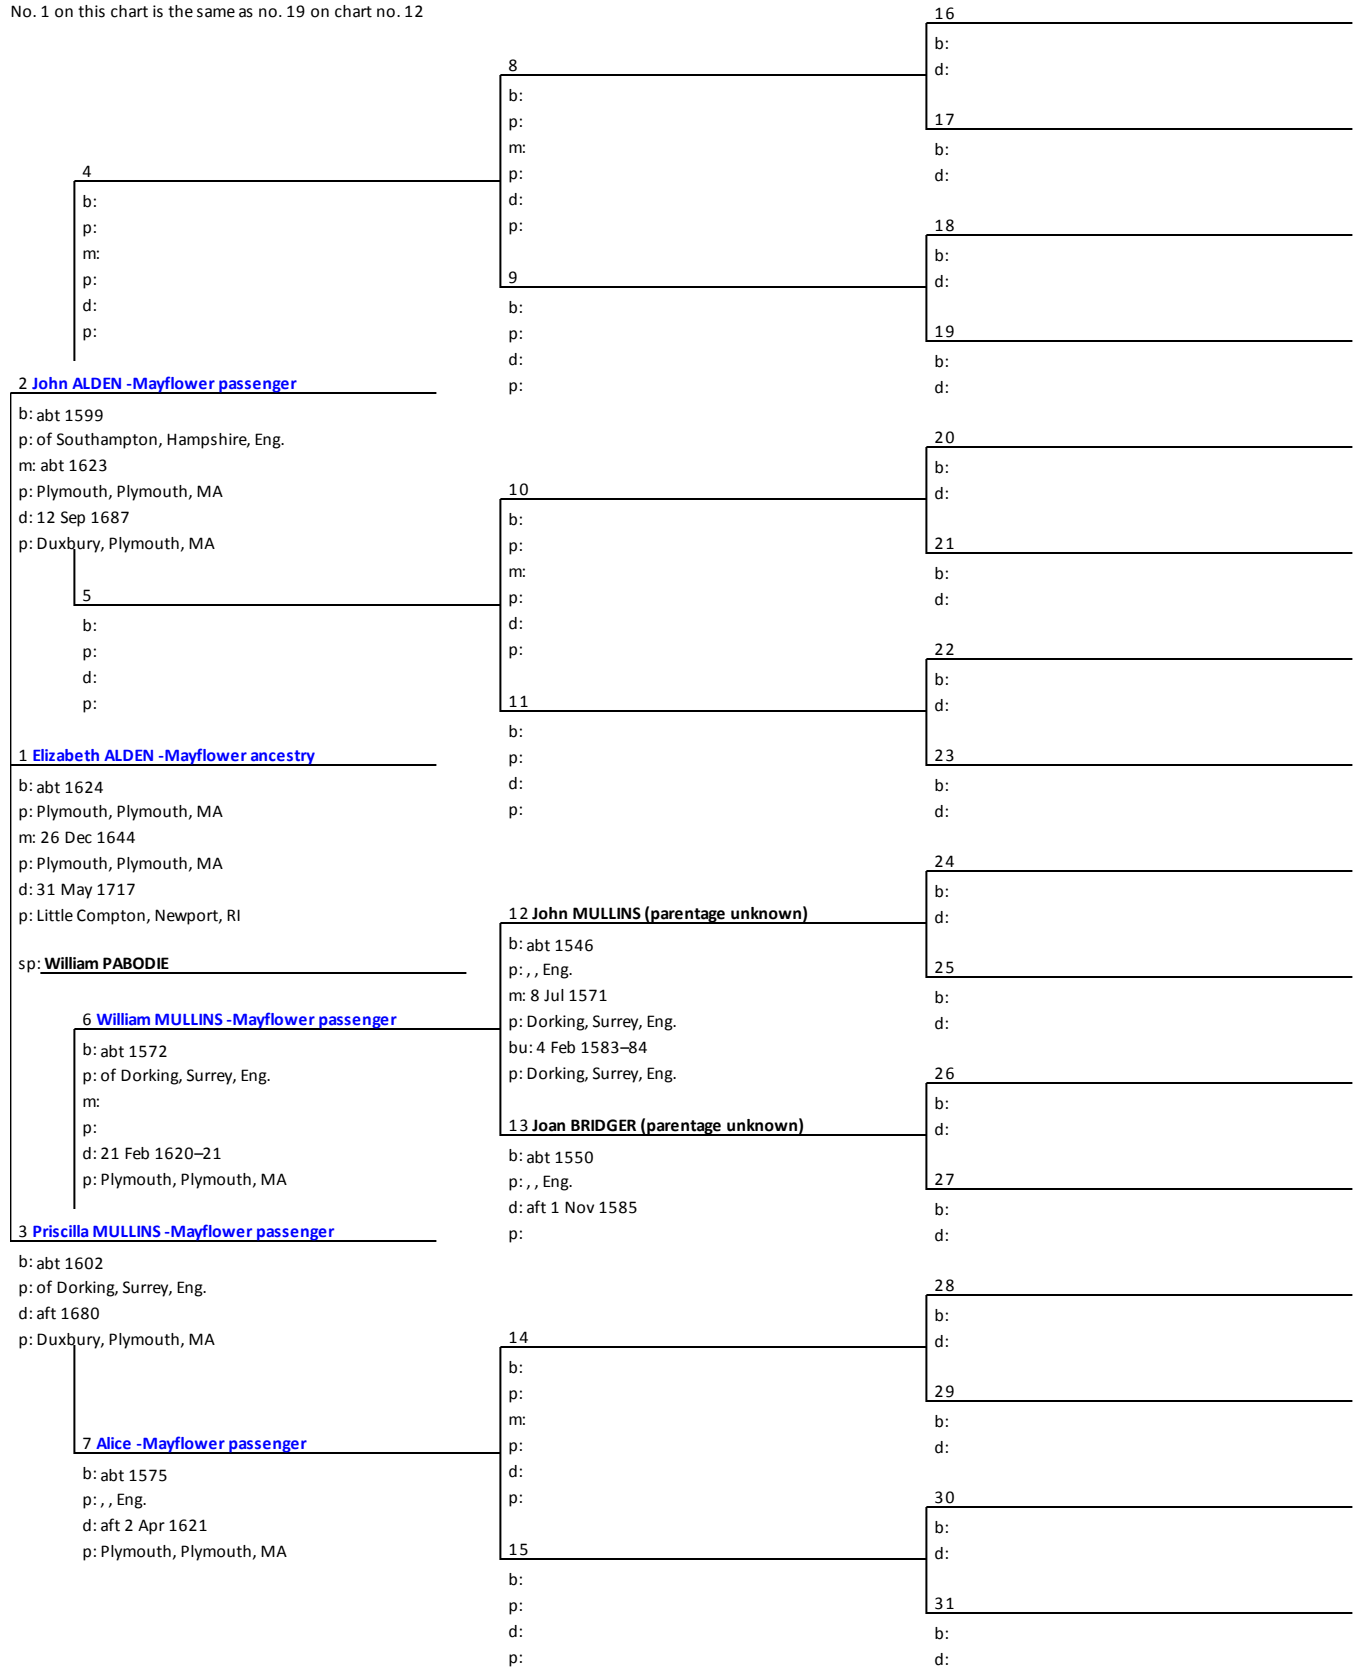 No. 1 on this chart is the same as no. 19 on chart no. 12
4
b:
p:
m:
p:
d:
p:
2 John ALDEN -Mayflower passenger
b: abt 1599
p: of Southampton, Hampshire, Eng.
m: abt 1623
p: Plymouth, Plymouth, MA
d: 12 Sep 1687
p: Duxbury, Plymouth, MA
5
b:
p:
d:
p:
1 Elizabeth ALDEN -Mayflower ancestry
b: abt 1624
p: Plymouth, Plymouth, MA
m: 26 Dec 1644
p: Plymouth, Plymouth, MA
d: 31 May 1717
p: Little Compton, Newport, RI
sp: William PABODIE
6 William MULLINS -Mayflower passenger
b: abt 1572
p: of Dorking, Surrey, Eng.
m:
p:
d: 21 Feb 1620–21
p: Plymouth, Plymouth, MA
3 Priscilla MULLINS -Mayflower passenger
b: abt 1602
p: of Dorking, Surrey, Eng.
d: aft 1680
p: Duxbury, Plymouth, MA
7 Alice -Mayflower passenger
b: abt 1575
p: , , Eng.
d: aft 2 Apr 1621
p: Plymouth, Plymouth, MA
8
b:
p:
m:
p:
d:
p:
9
b:
p:
d:
p:
10
b:
p:
m:
p:
d:
p:
11
b:
p:
d:
p:
12 John MULLINS (parentage unknown)
b: abt 1546
p: , , Eng.
m: 8 Jul 1571
p: Dorking, Surrey, Eng.
bu: 4 Feb 1583–84
p: Dorking, Surrey, Eng.
13 Joan BRIDGER (parentage unknown)
b: abt 1550
p: , , Eng.
d: aft 1 Nov 1585
p:
14
b:
p:
m:
p:
d:
p:
15
b:
p:
d:
p:
16
b:
d:
17
b:
d:
18
b:
d:
19
b:
d:
20
b:
d:
21
b:
d:
22
b:
d:
23
b:
d:
24
b:
d:
25
b:
d:
26
b:
d:
27
b:
d:
28
b:
d:
29
b:
d:
30
b:
d:
31
b:
d: